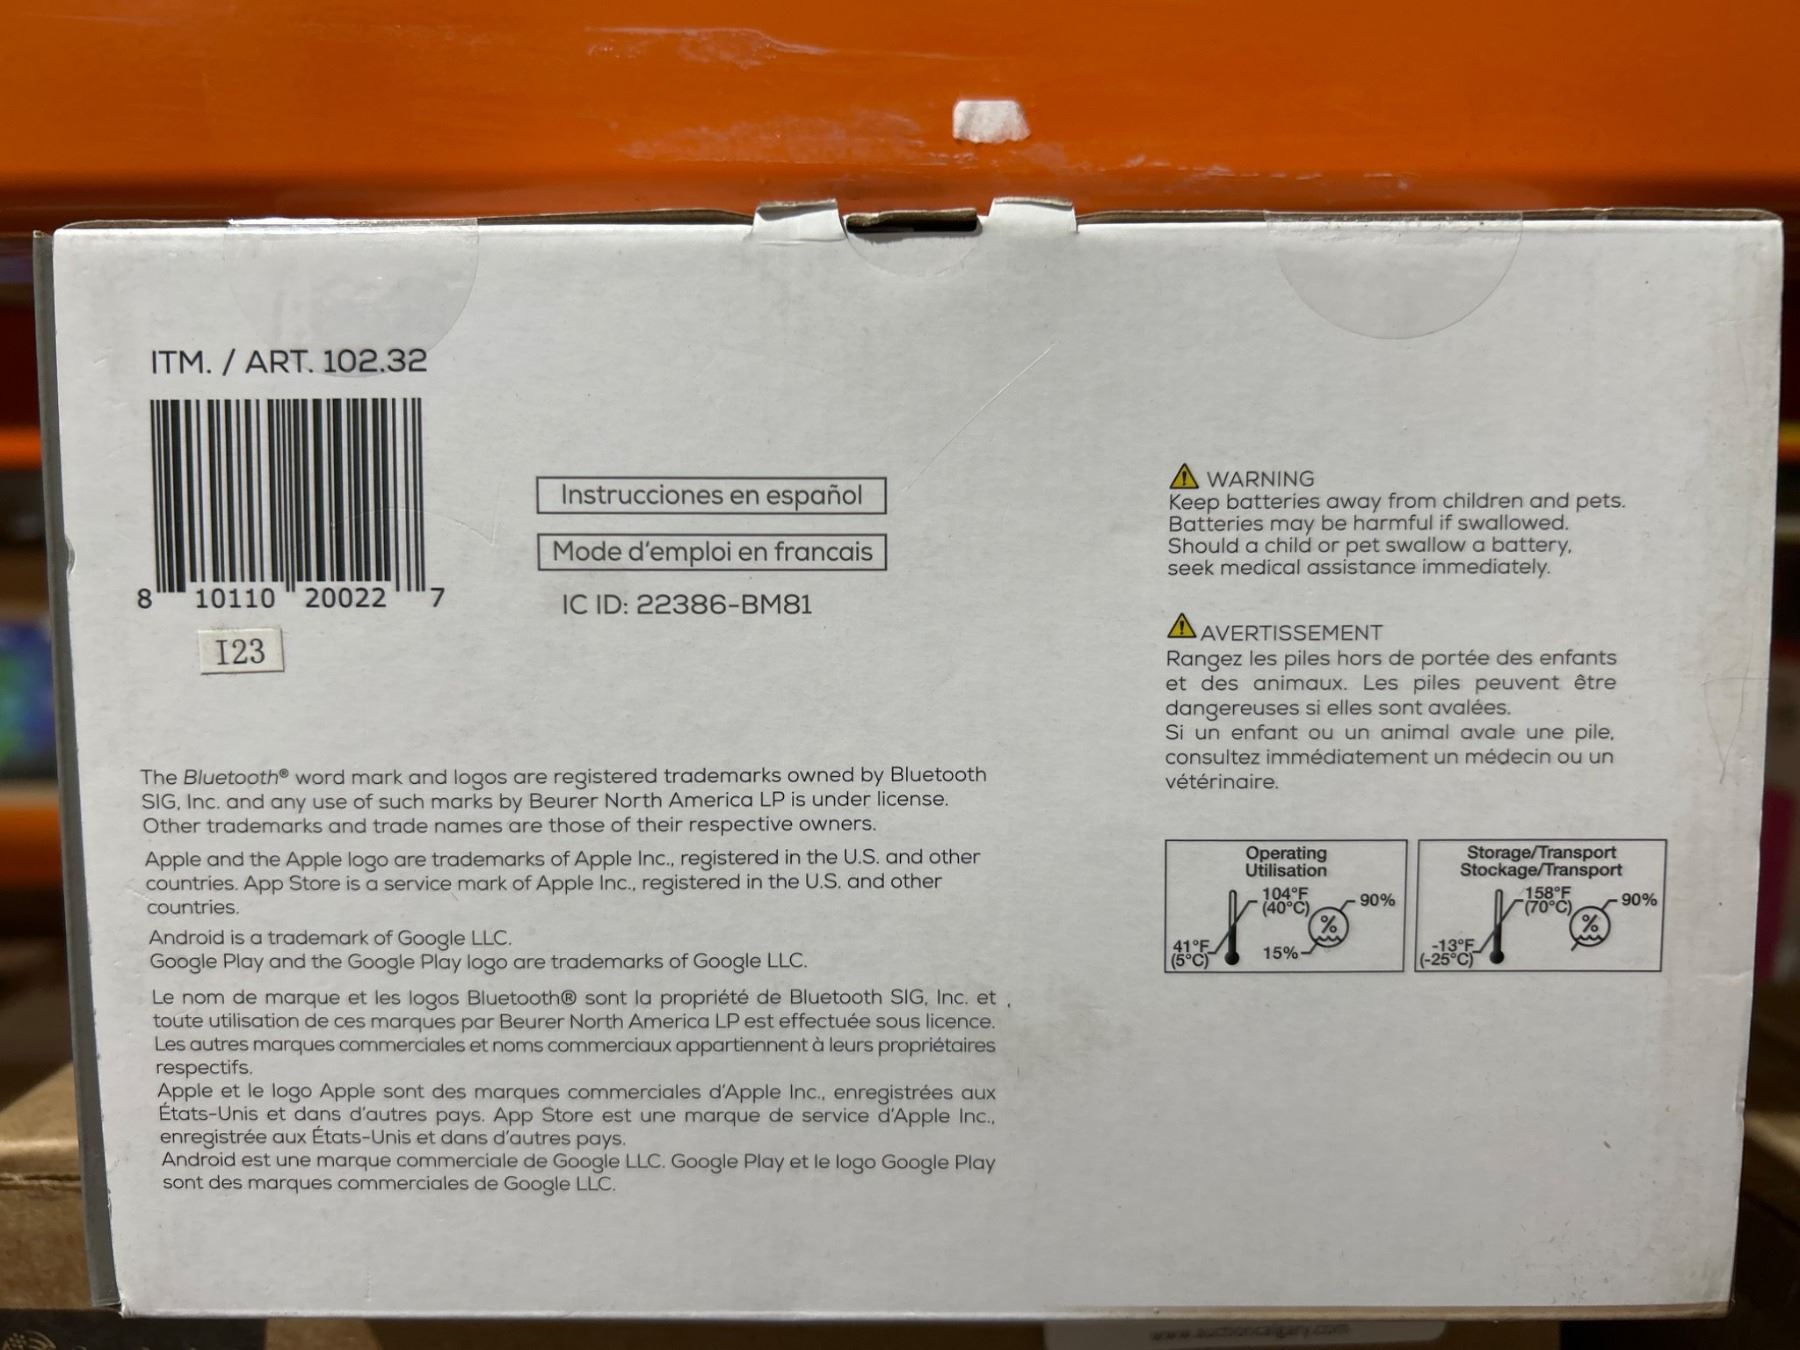 ITM. / ART. 102.32
8 10110 20022 7
I23
Instrucciones en español
Mode d'emploi en francais
IC ID: 22386-BM81
The Bluetooth® word mark and logos are registered trademarks owned by Bluetooth
SIG, Inc. and any use of such marks by Beurer North America LP is under license.
Other trademarks and trade names are those of their respective owners.
Apple and the Apple logo are trademarks of Apple Inc., registered in the U.S. and other
countries. App Store is a service mark of Apple Inc., registered in the U.S. and other
countries.
Android is a trademark of Google LLC.
Google Play and the Google Play logo are trademarks of Google LLC.
Le nom de marque et les logos Bluetooth® sont la propriété de Bluetooth SIG, Inc. et ,
toute utilisation de ces marques par Beurer North America LP est effectuée sous licence.
Les autres marques commerciales et noms commerciaux appartiennent à leurs propriétaires
respectifs.
Apple et le logo Apple sont des marques commerciales d'Apple Inc., enregistrées aux
États-Unis et dans d'autres pays. App Store est une marque de service d'Apple Inc.,
enregistrée aux États-Unis et dans d'autres pays.
Android est une marque commerciale de Google LLC. Google Play et le logo Google Play
sont des marques commerciales de Google LLC.
WARNING
Keep batteries away from children and pets.
Batteries may be harmful if swallowed.
Should a child or pet swallow a battery,
seek medical assistance immediately.
AVERTISSEMENT
Rangez les piles hors de portée des enfants
et des animaux. Les piles peuvent être
dangereuses si elles sont avalées.
Si un enfant ou un animal avale une pile,
consultez immédiatement un médecin ou un
vétérinaire.
Operating
Utilisation
104°F
(40°C)
90%
%
41°F
(5°C)
15%
Storage/Transport
Stockage/Transport
158°F
(70°C)
90%
%
-13°F
(-25°C)